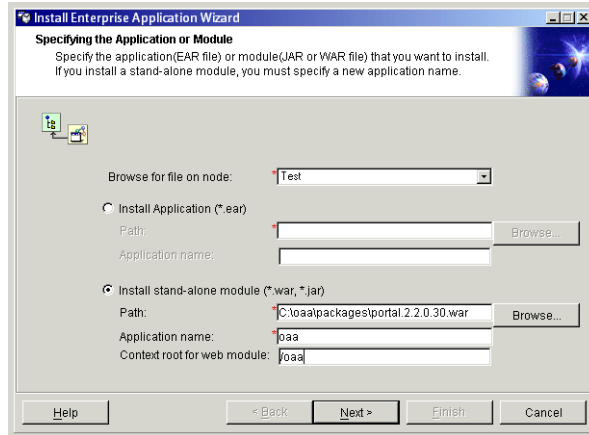 Install Enterprise Application Wizard
Specifying the Application or Module
Specify the application(EAR file) or module(JAR or WAR file) that you want to install.
If you install a stand-alone module, you must specify a new application name.
Browse for file on node: *Test
Install Application (*.ear)
Path: * Browse...
Application name:
Install stand-alone module (*.war, *.jar)
Path: *C:\oaa\packages\portal.2.2.0.30.war Browse...
Application name: *oaa
Context root for web module: /oaa
Help < Back Next > Finish Cancel